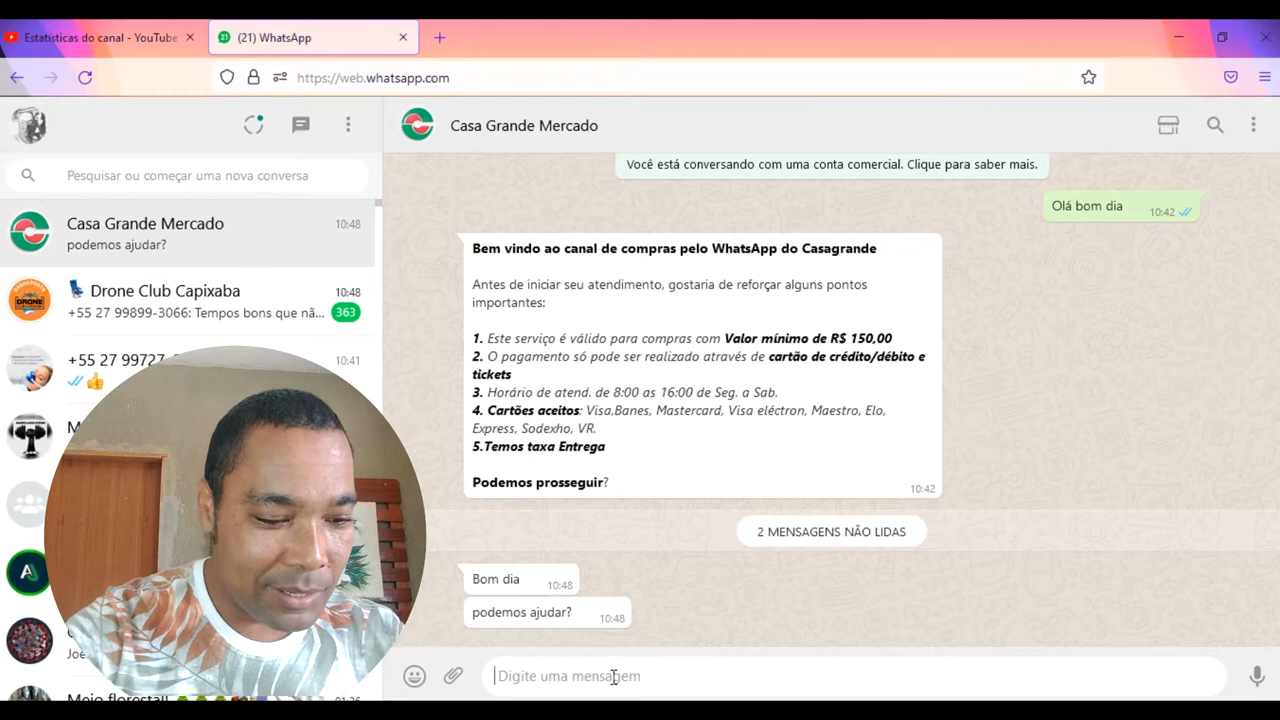 Estatísticas do canal - YouTube
(21) WhatsApp
https://web.whatsapp.com
Casa Grande Mercado
Pesquisar ou começar uma nova conversa
Você está conversando com uma conta comercial. Clique para saber mais.
Olá bom dia
10:42
Casa Grande Mercado 10:48
podemos ajudar?
Drone Club Capixaba 10:48
+55 27 99899-3066: Tempos bons que nã... 363
+55 27 99727- 10:41
Bem vindo ao canal de compras pelo WhatsApp do Casagrande
Antes de iniciar seu atendimento, gostaria de reforçar alguns pontos
importantes:
1. Este serviço é válido para compras com Valor mínimo de R$ 150,00
2. O pagamento só pode ser realizado através de cartão de crédito/débito e
tickets
3. Horário de atend. de 8:00 as 16:00 de Seg. a Sab.
4. Cartões aceitos: Visa,Banes, Mastercard, Visa eléctron, Maestro, Elo,
Express, Sodexho, VR.
5.Temos taxa Entrega
Podemos prosseguir?
10:42
2 MENSAGENS NÃO LIDAS
Bom dia
10:48
podemos ajudar?
10:48
Digite uma mensagem